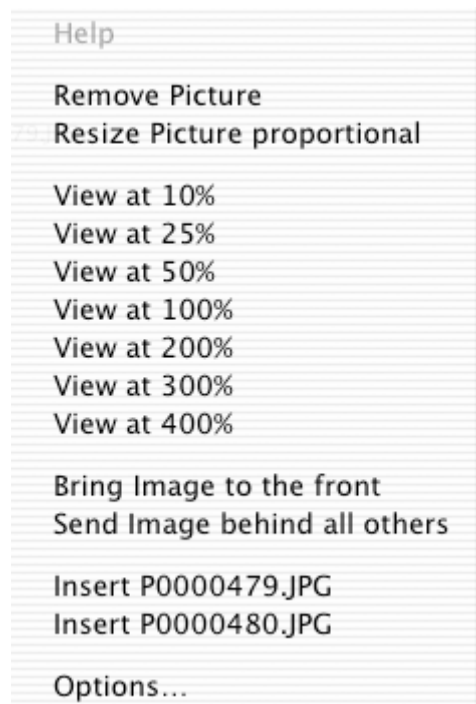 Help
Remove Picture
Resize Picture proportional
View at 10%
View at 25%
View at 50%
View at 100%
View at 200%
View at 300%
View at 400%
Bring Image to the front
Send Image behind all others
Insert P0000479.JPG
Insert P0000480.JPG
Options...